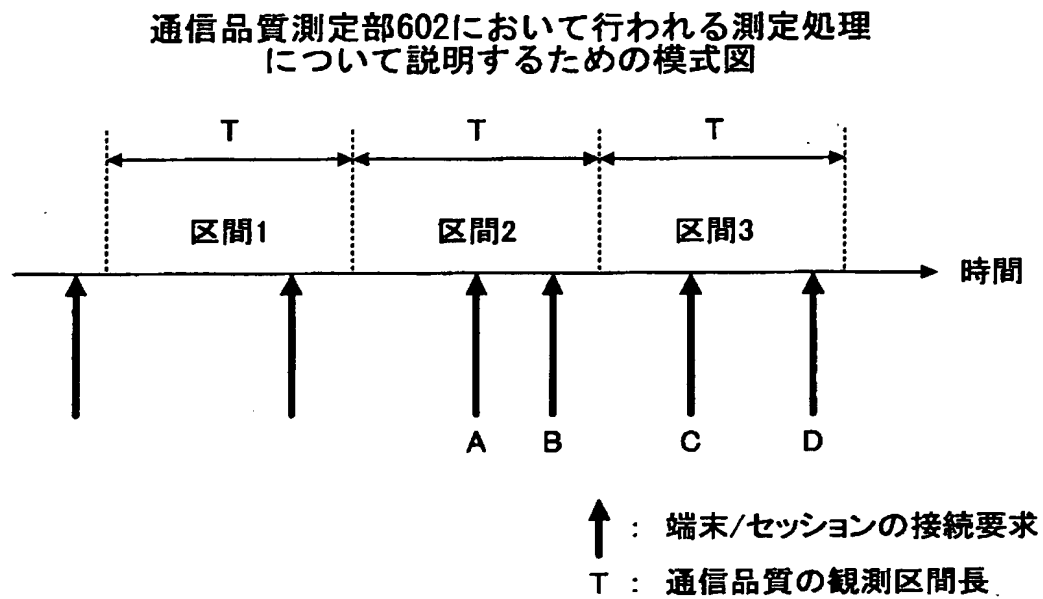 通信品質測定部602において行われる測定処理
について説明するための模式図
T T T
区間1 区間2 区間3
時間
A B C D
: 端末/セッションの接続要求
T : 通信品質の観測区間長